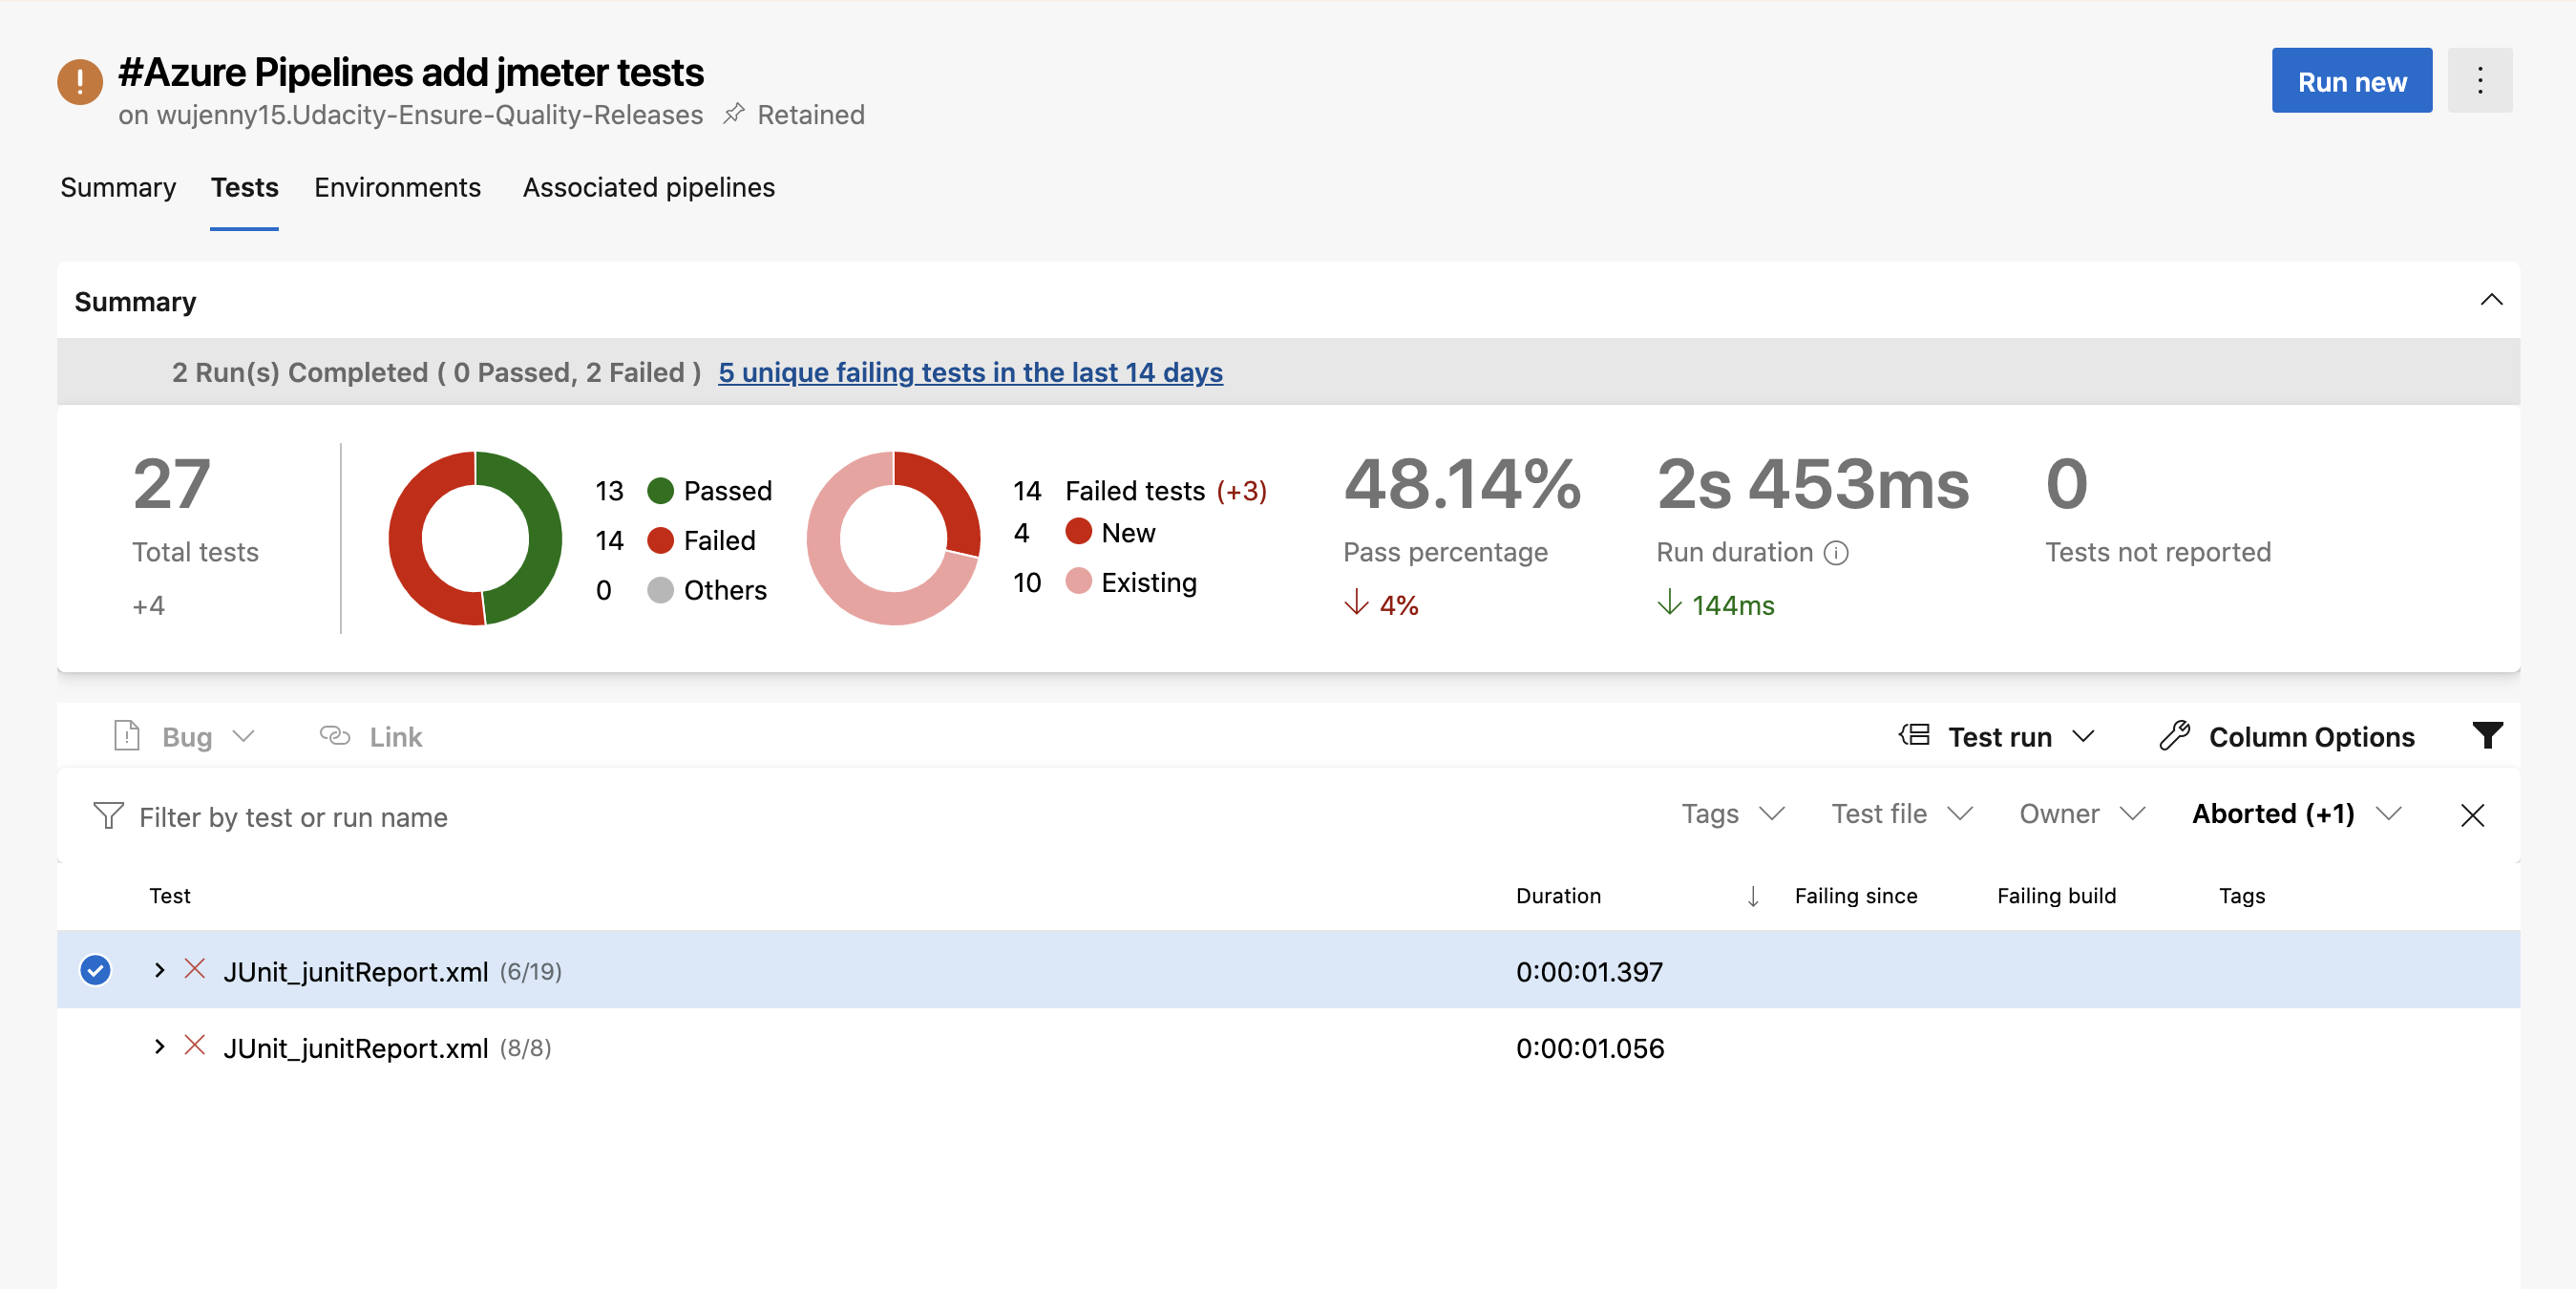 #Azure Pipelines add jmeter tests
on wujenny15.Udacity-Ensure-Quality-Releases Retained
Run new
Summary Tests Environments Associated pipelines
Summary
2 Run(s) Completed ( 0 Passed, 2 Failed ) 5 unique failing tests in the last 14 days
27
Total tests
+4
13 Passed
14 Failed
0 Others
14 Failed tests (+3)
4 New
10 Existing
48.14%
Pass percentage
4%
2s 453ms
Run duration
144ms
0
Tests not reported
Bug Link Test run Column Options
Filter by test or run name Tags Test file Owner Aborted (+1)
Test Duration Failing since Failing build Tags
JUnit_junitReport.xml (6/19) 0:00:01.397
JUnit_junitReport.xml (8/8) 0:00:01.056